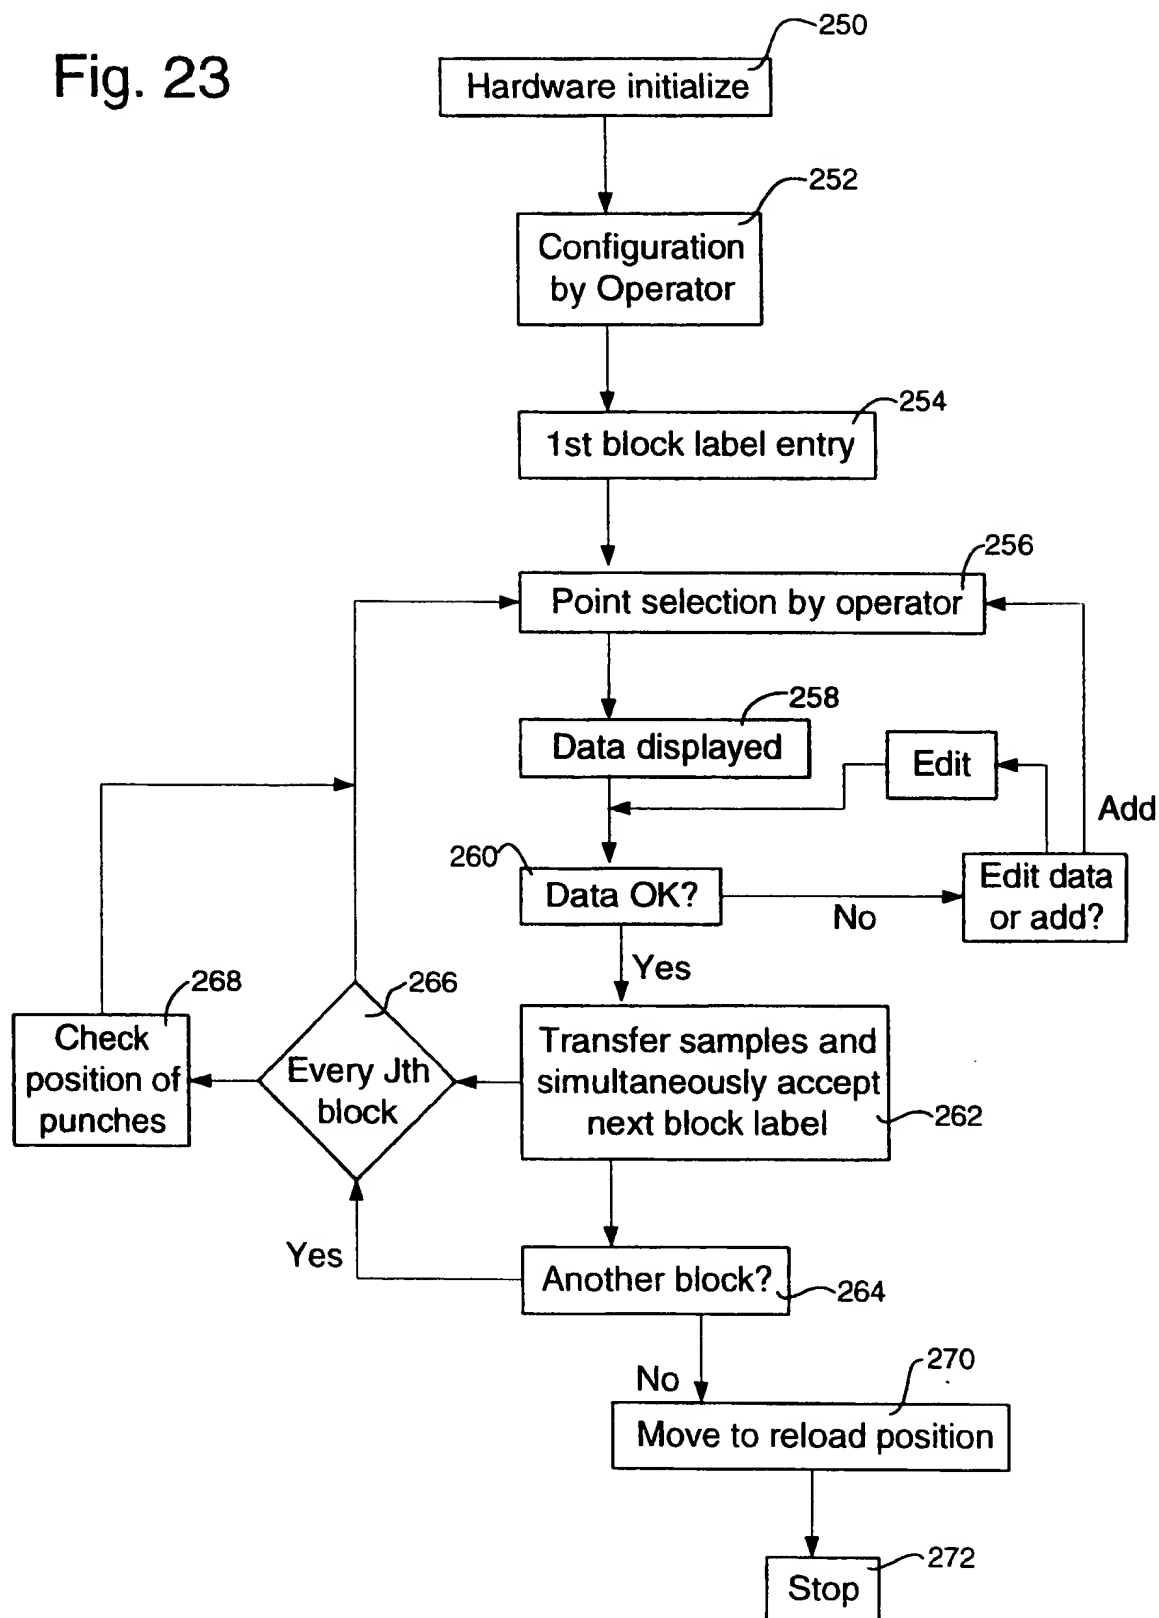 Fig. 23
250
Hardware initialize
252
Configuration
by Operator
254
1st block label entry
256
Point selection by operator
258
Data displayed
Edit
Add
260
Data OK?
No
Edit data
or add?
Yes
268
266
Check
position of
punches
Every Jth
block
Transfer samples and
simultaneously accept
next block label
262
Yes
Another block?
264
No
270
Move to reload position
272
Stop